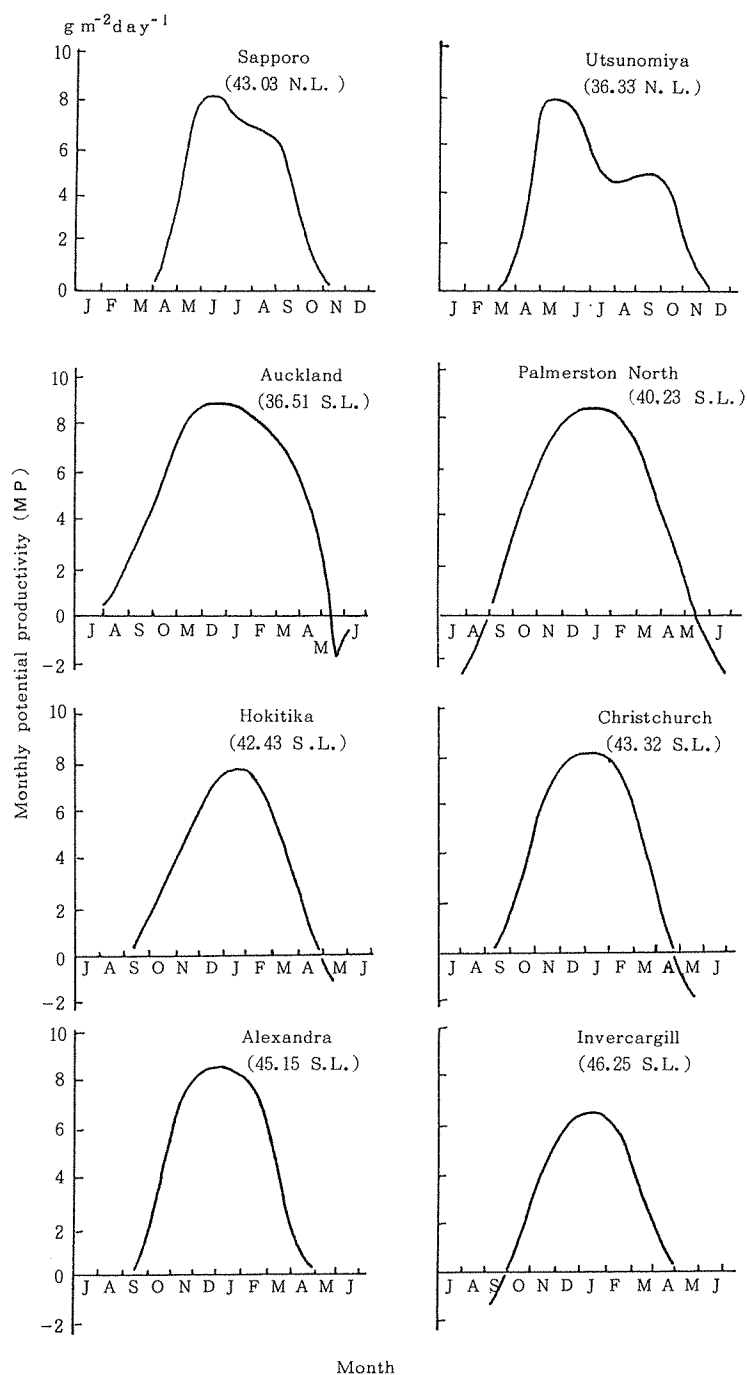 g m⁻²day⁻¹
Monthly potential productivity (MP)
Sapporo
(43.03 N.L. )
10
8
6
4
2
0
J F M A M J J A S O N D
Utsunomiya
(36.33 N. L. )
J F M A M J J A S O N D
Auckland
(36.51 S.L. )
10
8
6
4
2
0
-2
J A S O N D J F M A M J
Palmerston North
(40.23 S.L.)
J A S O N D J F M A M J
Hokitika
(42.43 S .L.)
10
8
6
4
2
0
-2
J A S O N D J F M A M J
Christchurch
(43.32 S.L.)
J A S O N D J F M A M J
Alexandra
(45.15 S.L.)
10
8
6
4
2
0
-2
J A S O N D J F M A M J
Invercargill
(46.25 S.L.)
J A S O N D J F M A M J
Month